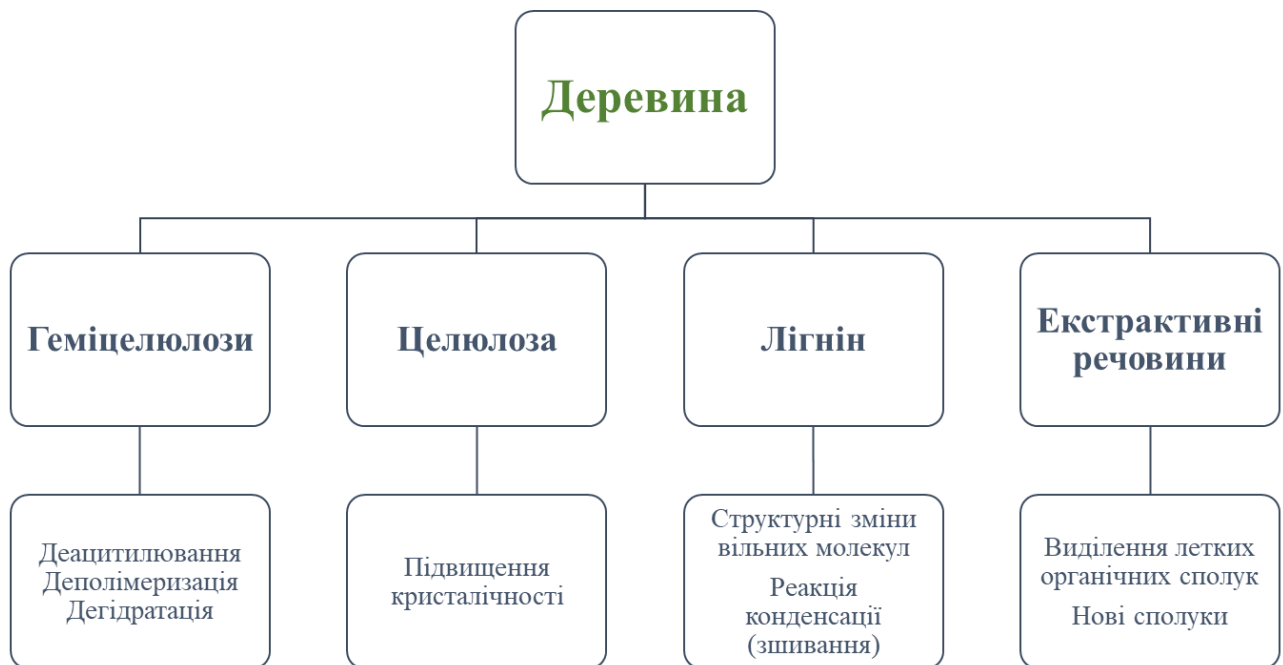 Деревина
Геміцелюлози
Целюлоза
Лігнін
Екстрактивні
речовини
Деацитилювання
Деполімеризація
Дегідратація
Підвищення
кристалічності
Структурні зміни
вільних молекул
Реакція
конденсації
(зшивання)
Виділення летких
органічних сполук
Нові сполуки